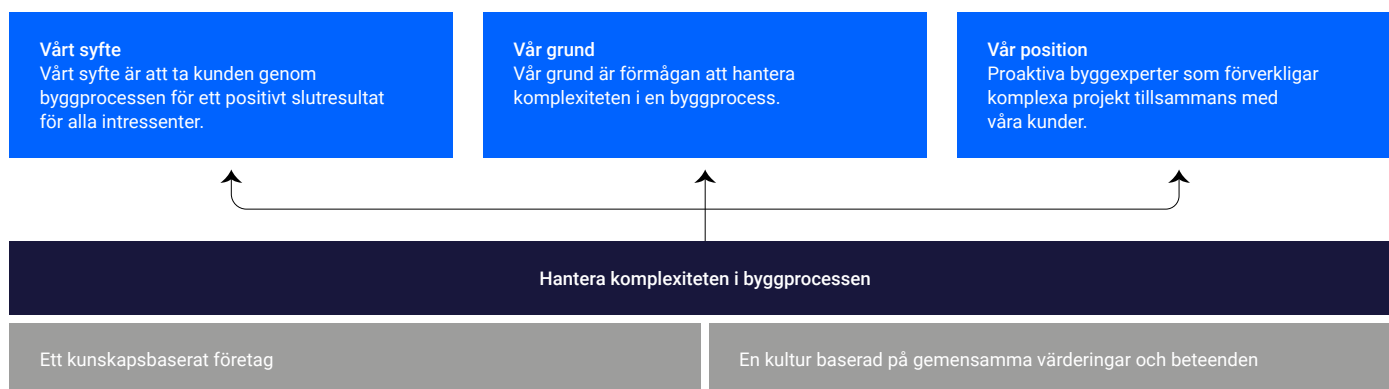 Vårt syfte
Vårt syfte är att ta kunden genom
byggprocessen för ett positivt slutresultat
för alla intressenter.
Vår grund
Vår grund är förmågan att hantera
komplexiteten i en byggprocess.
Vår position
Proaktiva byggexperter som förverkligar
komplexa projekt tillsammans med
våra kunder.
Hantera komplexiteten i byggprocessen
Ett kunskapsbaserat företag
En kultur baserad på gemensamma värderingar och beteenden